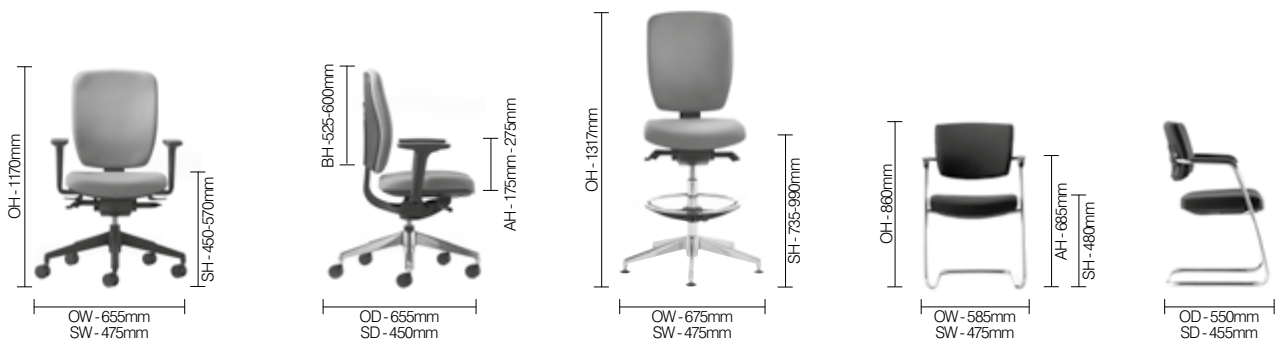 OH - 1170mm
SH - 450-570mm
OW - 655mm
SW - 475mm
BH -525-600mm
AH - 175mm - 275mm
OD - 655mm
SD - 450mm
OH - 1317mm
SH - 735-990mm
OW - 675mm
SW - 475mm
OH - 860mm
AH - 685mm
SH - 480mm
OW - 585mm
SW - 475mm
OD - 550mm
SD - 455mm